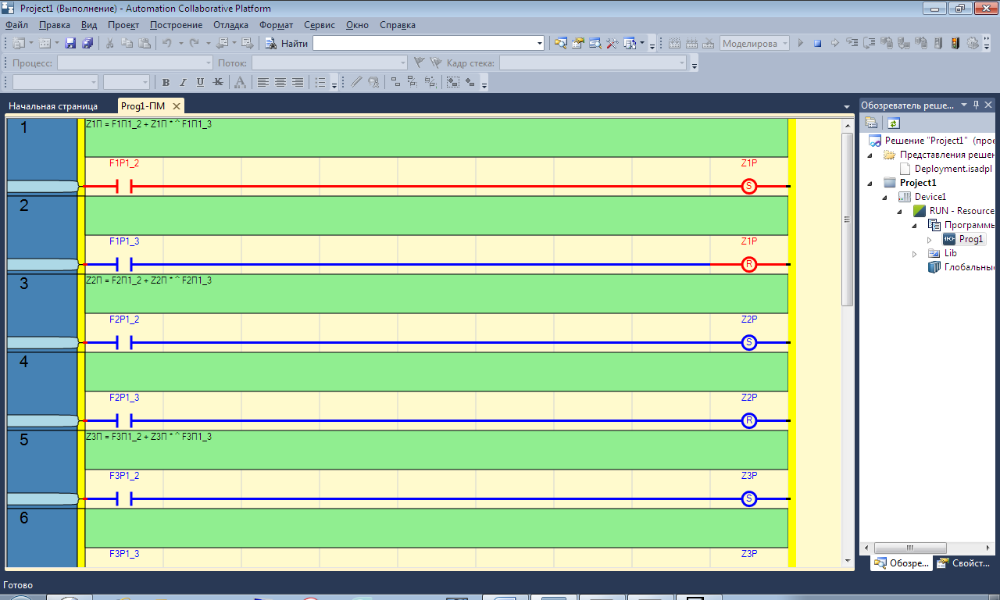 Project1 (Выполнение) - Automation Collaborative Platform
Файл Правка Вид Проект Построение Отладка Формат Сервис Окно Справка
Найти Моделирова
Процесс: Поток: Кадр стека:
B I U K A
Начальная страница Prog1-ПМ
1
Z1П = F1П1_2 + Z1П * ^ F1П1_3
F1P1_2 Z1P
S
2
F1P1_3 Z1P
R
3
Z2П = F2П1_2 + Z2П * ^ F2П1_3
F2P1_2 Z2P
S
4
F2P1_3 Z2P
R
5
Z3П = F3П1_2 + Z3П * ^ F3П1_3
F3P1_2 Z3P
S
6
F3P1_3 Z3P
Обозреватель реше...
Решение "Project1" (прое
Представления решен
Deployment.isadpl
Project1
Device1
RUN - Resource
Программы
Prog1
Lib
Глобальные
Обозре... Свойст...
Готово